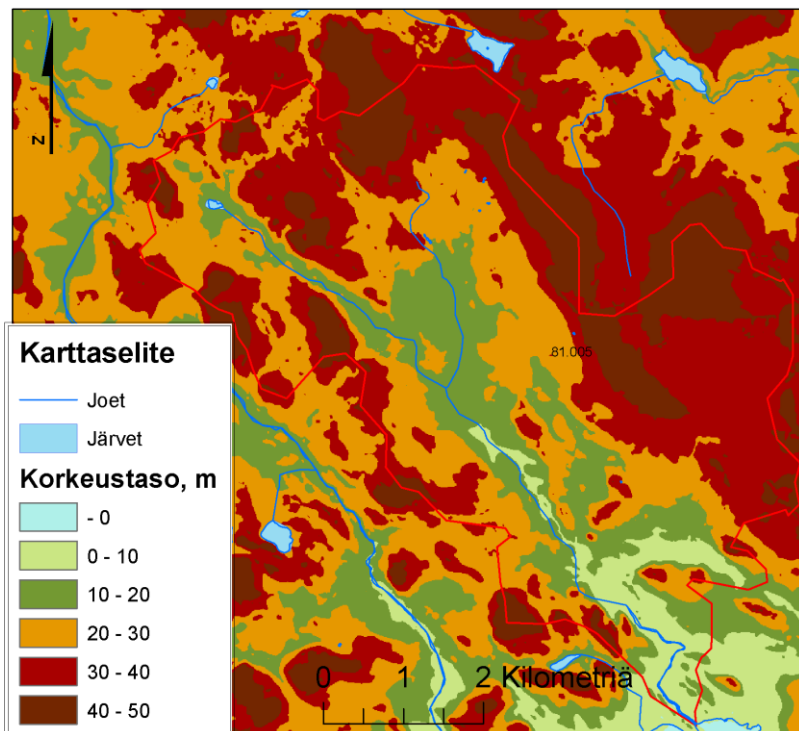 N
.81.005
Karttaselite
Joet
Järvet
Korkeustaso, m
- 0
0 - 10
10 - 20
20 - 30
30 - 40
40 - 50
0 1 2 Kilometriä